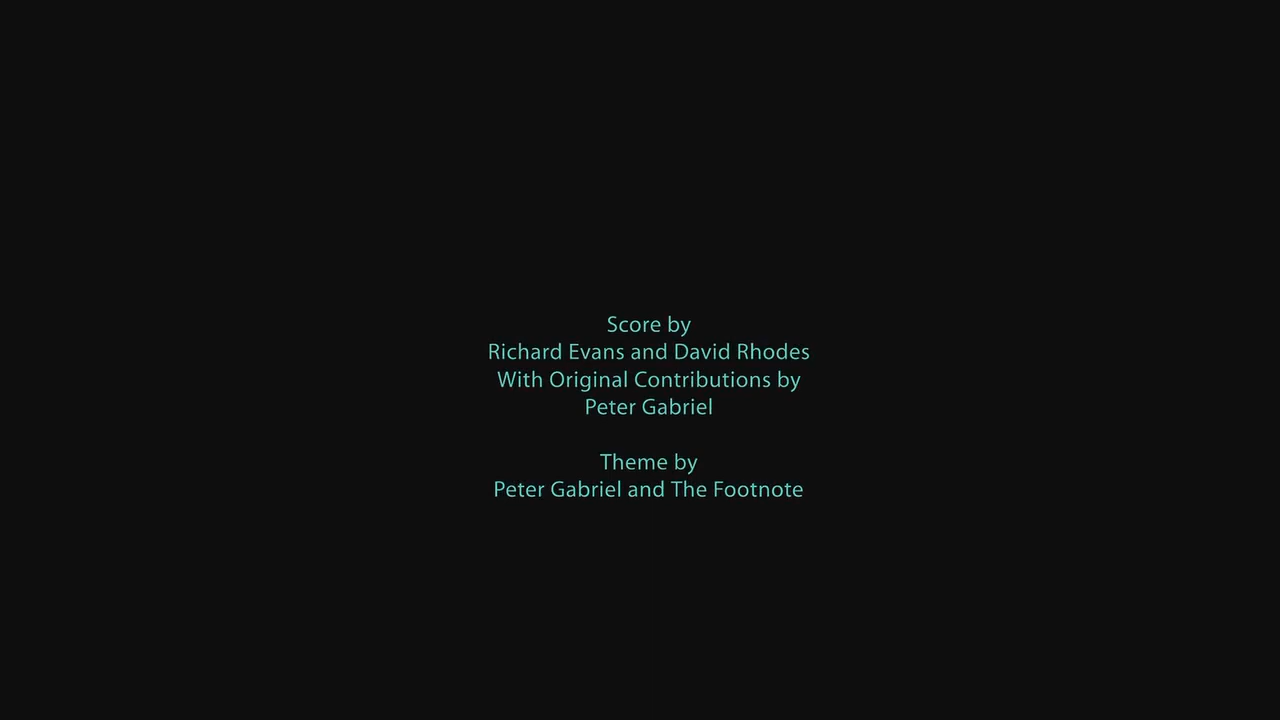 Score by
Richard Evans and David Rhodes
With Original Contributions by
Peter Gabriel
Theme by
Peter Gabriel and The Footnote